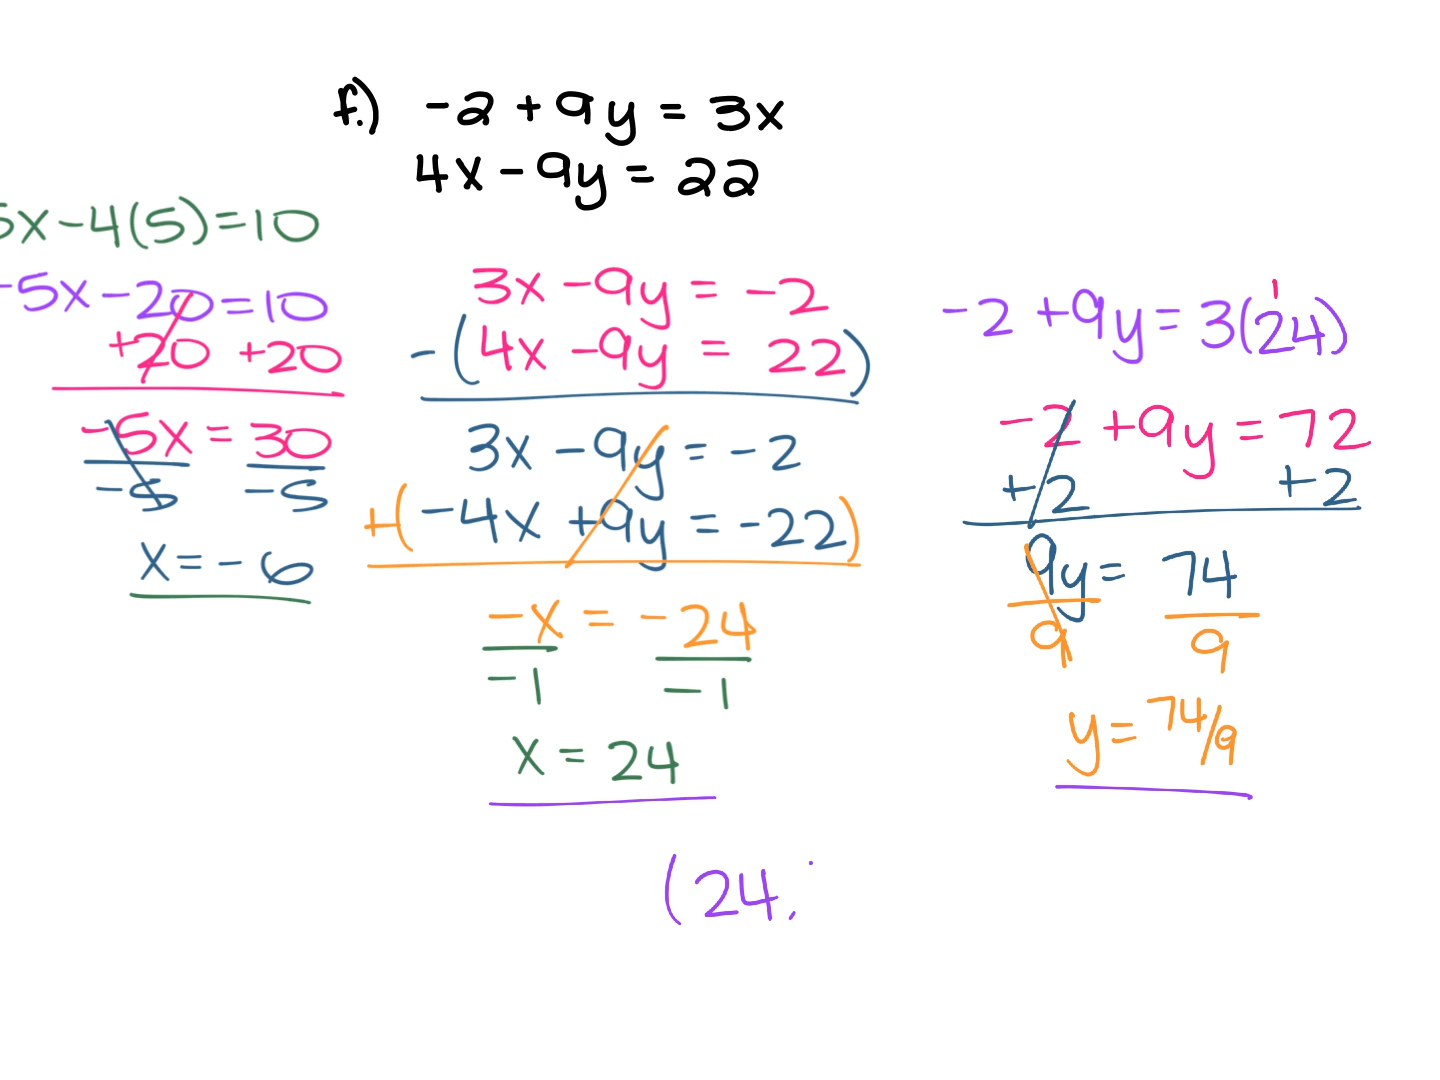 f.) -2 + 9y = 3x
4x - 9y = 22
5x - 4(5) = 10
-5x - 20 = 10
+20 +20
-5x = 30
-5 -5
x = -6
3x - 9y = -2
-(4x - 9y = 22)
3x - 9y = -2
+(-4x + 9y = -22)
-x = -24
-1 -1
x = 24
1
-2 + 9y = 3(24)
-2 + 9y = 72
+2 +2
9y = 74
9 9
y = 74/9
(24,